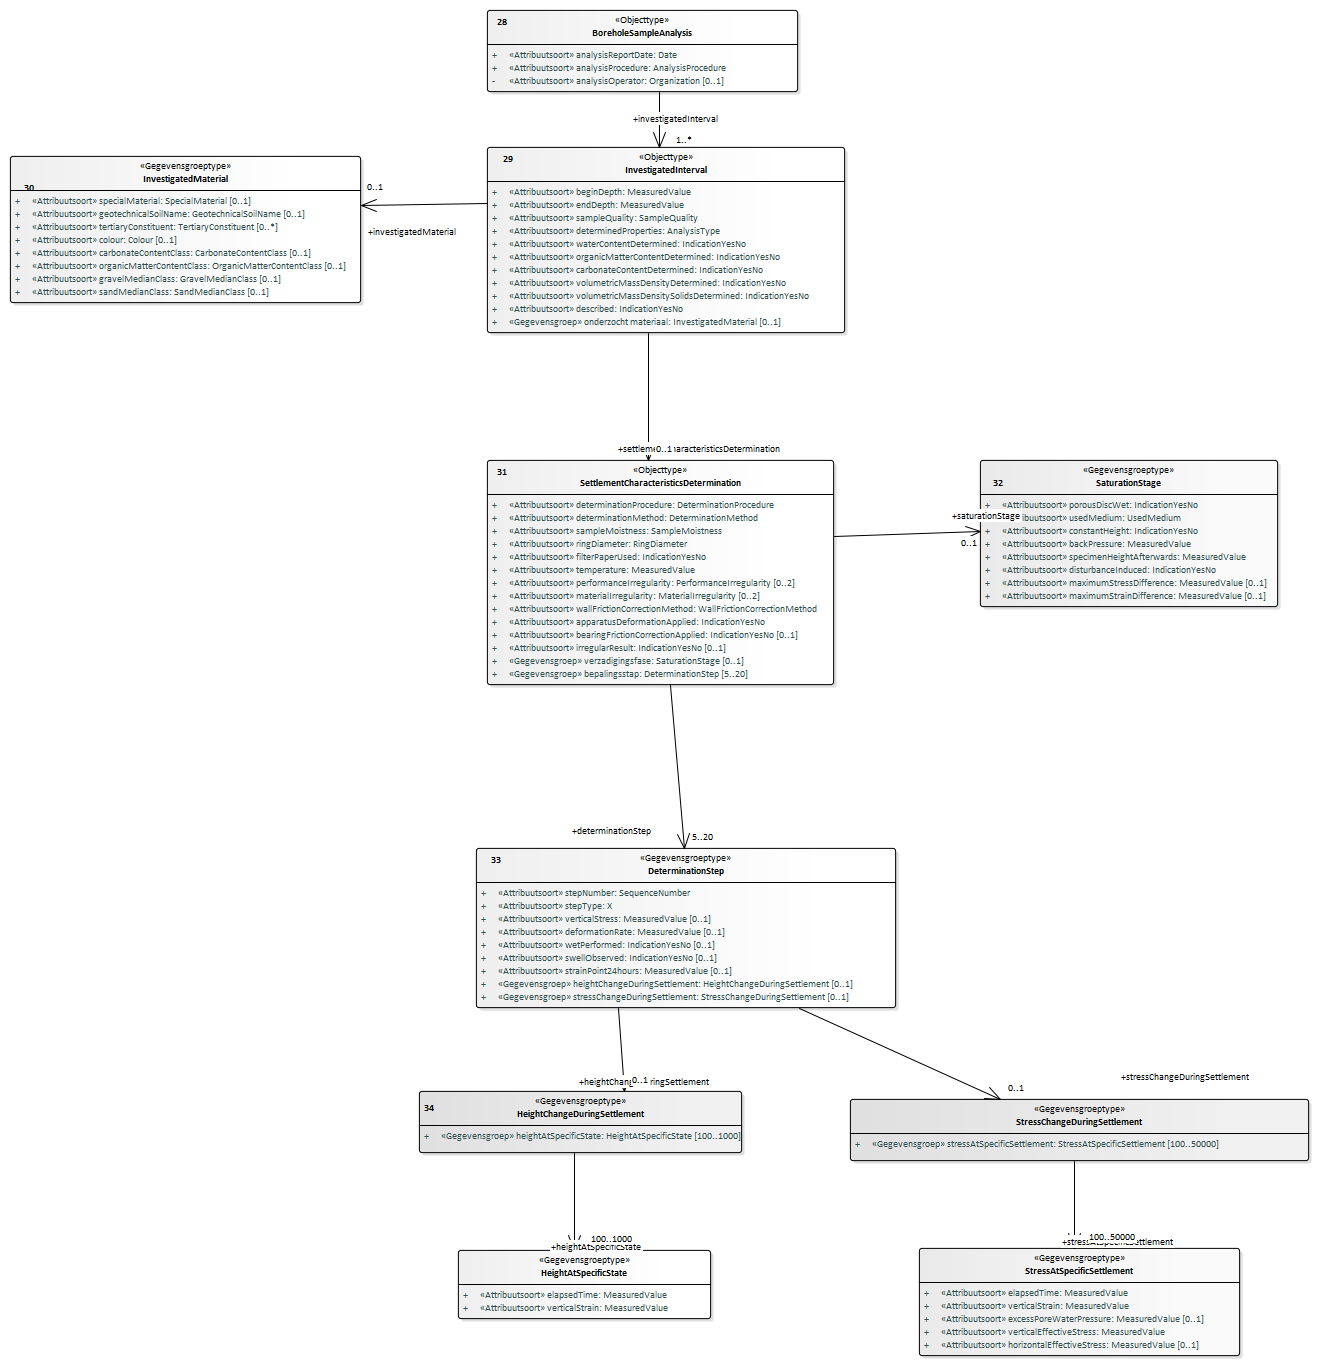 28
«Objecttype»
BoreholeSampleAnalysis
+ «Attribuutsoort» analysisReportDate: Date
+ «Attribuutsoort» analysisProcedure: AnalysisProcedure
- «Attribuutsoort» analysisOperator: Organization [0..1]
+investigatedInterval
1..*
29
«Objecttype»
InvestigatedInterval
+ «Attribuutsoort» beginDepth: MeasuredValue
+ «Attribuutsoort» endDepth: MeasuredValue
+ «Attribuutsoort» sampleQuality: SampleQuality
+ «Attribuutsoort» determinedProperties: AnalysisType
+ «Attribuutsoort» waterContentDetermined: IndicationYesNo
+ «Attribuutsoort» organicMatterContentDetermined: IndicationYesNo
+ «Attribuutsoort» carbonateContentDetermined: IndicationYesNo
+ «Attribuutsoort» volumetricMassDensityDetermined: IndicationYesNo
+ «Attribuutsoort» volumetricMassDensitySolidsDetermined: IndicationYesNo
+ «Attribuutsoort» described: IndicationYesNo
+ «Gegevensgroep» onderzocht materiaal: InvestigatedMaterial [0..1]
0..1
+investigatedMaterial
«Gegevensgroeptype»
InvestigatedMaterial
30
+ «Attribuutsoort» specialMaterial: SpecialMaterial [0..1]
+ «Attribuutsoort» geotechnicalSoilName: GeotechnicalSoilName [0..1]
+ «Attribuutsoort» tertiaryConstituent: TertiaryConstituent [0..*]
+ «Attribuutsoort» colour: Colour [0..1]
+ «Attribuutsoort» carbonateContentClass: CarbonateContentClass [0..1]
+ «Attribuutsoort» organicMatterContentClass: OrganicMatterContentClass [0..1]
+ «Attribuutsoort» gravelMedianClass: GravelMedianClass [0..1]
+ «Attribuutsoort» sandMedianClass: SandMedianClass [0..1]
+settlem 0..1 aracteristicsDetermination
31
«Objecttype»
SettlementCharacteristicsDetermination
+ «Attribuutsoort» determinationProcedure: DeterminationProcedure
+ «Attribuutsoort» determinationMethod: DeterminationMethod
+ «Attribuutsoort» sampleMoistness: SampleMoistness
+ «Attribuutsoort» ringDiameter: RingDiameter
+ «Attribuutsoort» filterPaperUsed: IndicationYesNo
+ «Attribuutsoort» temperature: MeasuredValue
+ «Attribuutsoort» performanceIrregularity: PerformanceIrregularity [0..2]
+ «Attribuutsoort» materialIrregularity: MaterialIrregularity [0..2]
+ «Attribuutsoort» wallFrictionCorrectionMethod: WallFrictionCorrectionMethod
+ «Attribuutsoort» apparatusDeformationApplied: IndicationYesNo
+ «Attribuutsoort» bearingFrictionCorrectionApplied: IndicationYesNo [0..1]
+ «Attribuutsoort» irregularResult: IndicationYesNo [0..1]
+ «Gegevensgroep» verzadigingsfase: SaturationStage [0..1]
+ «Gegevensgroep» bepalingsstap: DeterminationStep [5..20]
+saturationStage
0..1
«Gegevensgroeptype»
32
SaturationStage
+ «Attribuutsoort» porousDiscWet: IndicationYesNo
ibuutsoort» usedMedium: UsedMedium
+ «Attribuutsoort» constantHeight: IndicationYesNo
+ «Attribuutsoort» backPressure: MeasuredValue
+ «Attribuutsoort» specimenHeightAfterwards: MeasuredValue
+ «Attribuutsoort» disturbanceInduced: IndicationYesNo
+ «Attribuutsoort» maximumStressDifference: MeasuredValue [0..1]
+ «Attribuutsoort» maximumStrainDifference: MeasuredValue [0..1]
+determinationStep
5..20
33
«Gegevensgroeptype»
DeterminationStep
+ «Attribuutsoort» stepNumber: SequenceNumber
+ «Attribuutsoort» stepType: X
+ «Attribuutsoort» verticalStress: MeasuredValue [0..1]
+ «Attribuutsoort» deformationRate: MeasuredValue [0..1]
+ «Attribuutsoort» wetPerformed: IndicationYesNo [0..1]
+ «Attribuutsoort» swellObserved: IndicationYesNo [0..1]
+ «Attribuutsoort» strainPoint24hours: MeasuredValue [0..1]
+ «Gegevensgroep» heightChangeDuringSettlement: HeightChangeDuringSettlement [0..1]
+ «Gegevensgroep» stressChangeDuringSettlement: StressChangeDuringSettlement [0..1]
+heightChang 0..1 ringSettlement
0..1
+stressChangeDuringSettlement
34
«Gegevensgroeptype»
HeightChangeDuringSettlement
+ «Gegevensgroep» heightAtSpecificState: HeightAtSpecificState [100..1000]
«Gegevensgroeptype»
StressChangeDuringSettlement
+ «Gegevensgroep» stressAtSpecificSettlement: StressAtSpecificSettlement [100..50000]
100..1000
+heightAtSpecificState
«Gegevensgroeptype»
HeightAtSpecificState
+ «Attribuutsoort» elapsedTime: MeasuredValue
+ «Attribuutsoort» verticalStrain: MeasuredValue
100..50000
+stressAtSpecificSettlement
«Gegevensgroeptype»
StressAtSpecificSettlement
+ «Attribuutsoort» elapsedTime: MeasuredValue
+ «Attribuutsoort» verticalStrain: MeasuredValue
+ «Attribuutsoort» excessPoreWaterPressure: MeasuredValue [0..1]
+ «Attribuutsoort» verticalEffectiveStress: MeasuredValue
+ «Attribuutsoort» horizontalEffectiveStress: MeasuredValue [0..1]